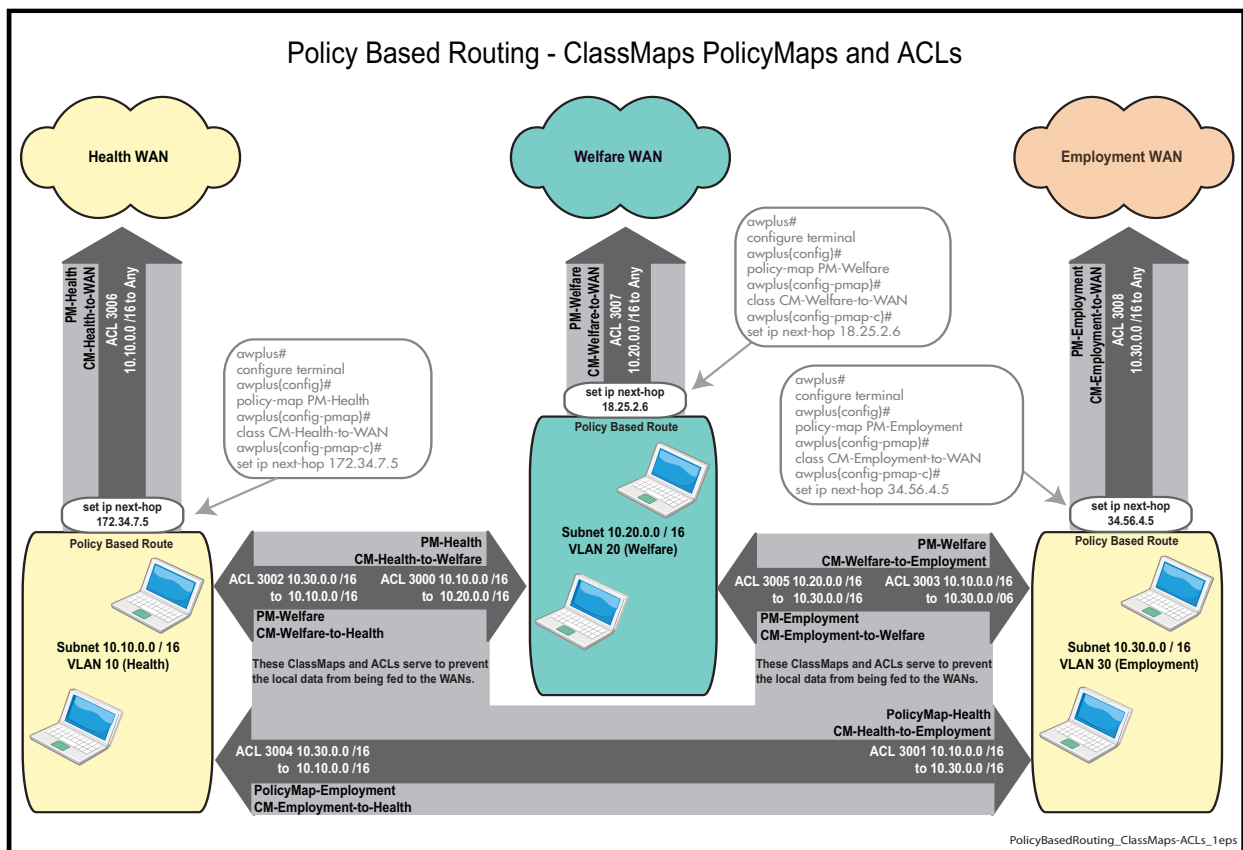 Policy Based Routing - ClassMaps PolicyMaps and ACLs
Health WAN
Welfare WAN
Employment WAN
PM-Health
CM-Health-to-WAN
ACL 3006
10.10.0.0 /16 to Any
awplus#
configure terminal
awplus(config)#
policy-map PM-Health
awplus(config-pmap)#
class CM-Health-to-WAN
awplus(config-pmap-c)#
set ip next-hop 172.34.7.5
PM-Welfare
CM-Welfare-to-WAN
ACL 3007
10.20.0.0 /16 to Any
awplus#
configure terminal
awplus(config)#
policy-map PM-Welfare
awplus(config-pmap)#
class CM-Welfare-to-WAN
awplus(config-pmap-c)#
set ip next-hop 18.25.2.6
PM-Employment
CM-Employment-to-WAN
ACL 3008
10.30.0.0 /16 to Any
awplus#
configure terminal
awplus(config)#
policy-map PM-Employment
awplus(config-pmap)#
class CM-Employment-to-WAN
awplus(config-pmap-c)#
set ip next-hop 34.56.4.5
set ip next-hop
172.34.7.5
Policy Based Route
Subnet 10.10.0.0 / 16
VLAN 10 (Health)
set ip next-hop
18.25.2.6
Policy Based Route
Subnet 10.20.0.0 / 16
VLAN 20 (Welfare)
set ip next-hop
34.56.4.5
Policy Based Route
Subnet 10.30.0.0 / 16
VLAN 30 (Employment)
PM-Health
CM-Health-to-Welfare
ACL 3002 10.30.0.0 /16
to 10.10.0.0 /16
ACL 3000 10.10.0.0 /16
to 10.20.0.0 /16
PM-Welfare
CM-Welfare-to-Health
These ClassMaps and ACLs serve to prevent
the local data from being fed to the WANs.
PM-Welfare
CM-Welfare-to-Employment
ACL 3005 10.20.0.0 /16
to 10.30.0.0 /16
ACL 3003 10.10.0.0 /16
to 10.30.0.0 /06
PM-Employment
CM-Employment-to-Welfare
These ClassMaps and ACLs serve to prevent
the local data from being fed to the WANs.
PolicyMap-Health
CM-Health-to-Employment
ACL 3004 10.30.0.0 /16
to 10.10.0.0 /16
ACL 3001 10.10.0.0 /16
to 10.30.0.0 /16
PolicyMap-Employment
CM-Employment-to-Health
PolicyBasedRouting_ClassMaps-ACLs_1eps